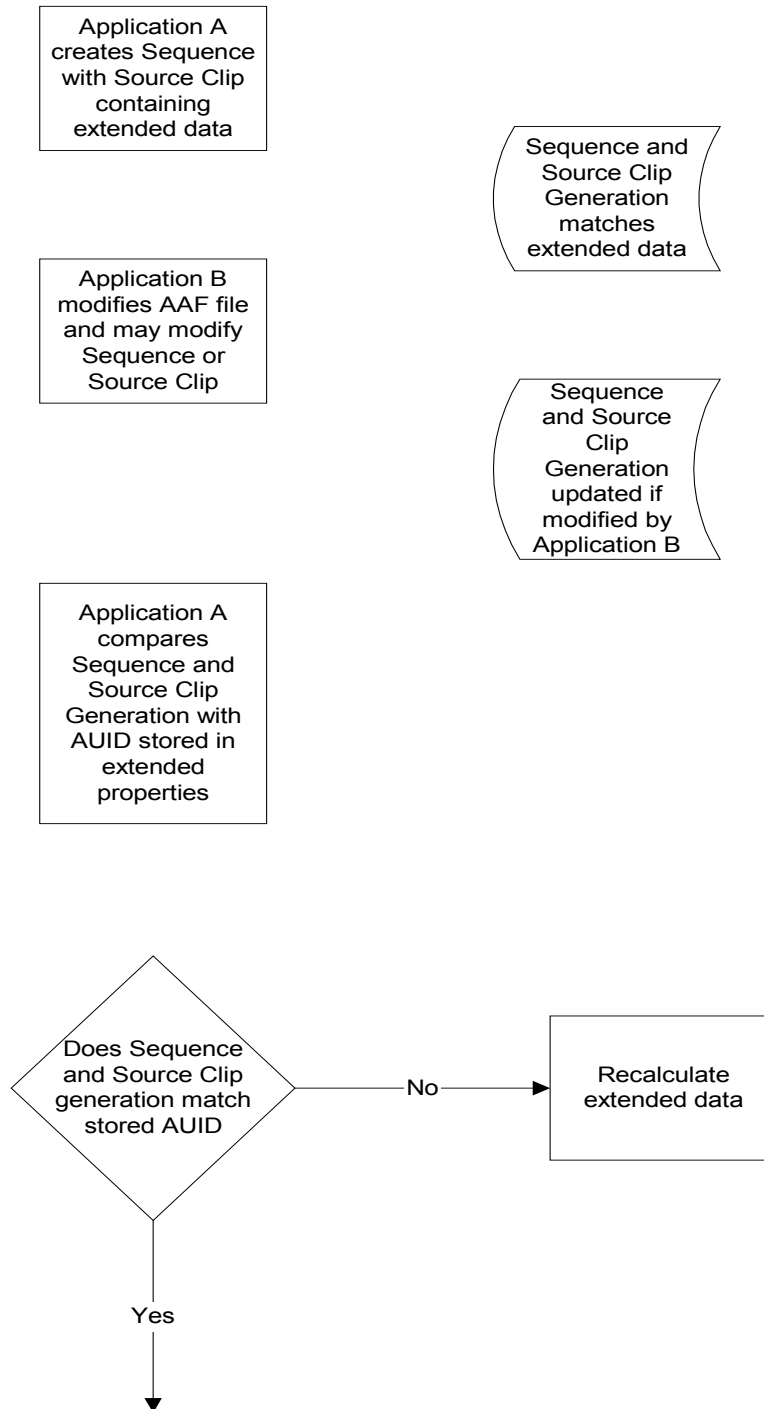 Application A
creates Sequence
with Source Clip
containing
extended data
Sequence and
Source Clip
Generation
matches
extended data
Application B
modifies AAF file
and may modify
Sequence or
Source Clip
Sequence
and Source
Clip
Generation
updated if
modified by
Application B
Application A
compares
Sequence and
Source Clip
Generation with
AUID stored in
extended
properties
Does Sequence
and Source Clip
generation match
stored AUID
No
Recalculate
extended data
Yes